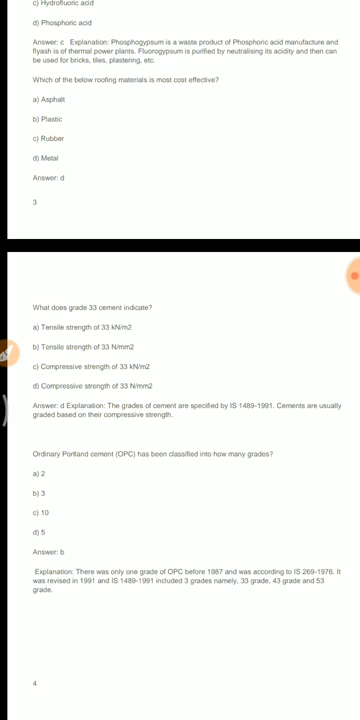 c) Hydrofluoric acid
d) Phosphoric acid
Answer: c Explanation: Phosphogypsum is a waste product of Phosphoric acid manufacture and
flyash is of thermal power plants. Fluorogypsum is purified by neutralising its acidity and then can
be used for bricks, tiles, plastering, etc.
Which of the below roofing materials is most cost effective?
a) Asphalt
b) Plastic
c) Rubber
d) Metal
Answer: d
3
What does grade 33 cement indicate?
a) Tensile strength of 33 kN/m2
b) Tonsilo strength of 33 N/mm2
c) Compressive strength of 33 kN/m2
d) Compressive strength of 33 N/mm2
Answer: d Explanation: The grades of cement are specified by IS 1489-1991. Cements are usually
graded based on their compressive strength.
Ordinary Portland cement (OPC) has been classified into how many grades?
a) 2
b) 3
c) 10
d) 5
Answer: b
Explanation: There was only one grade of OPC before 1987 and was according to IS 269-1976. It
was revised in 1991 and IS 1489-1991 included 3 grades namely, 33 grade, 43 grade and 53
grade.
4